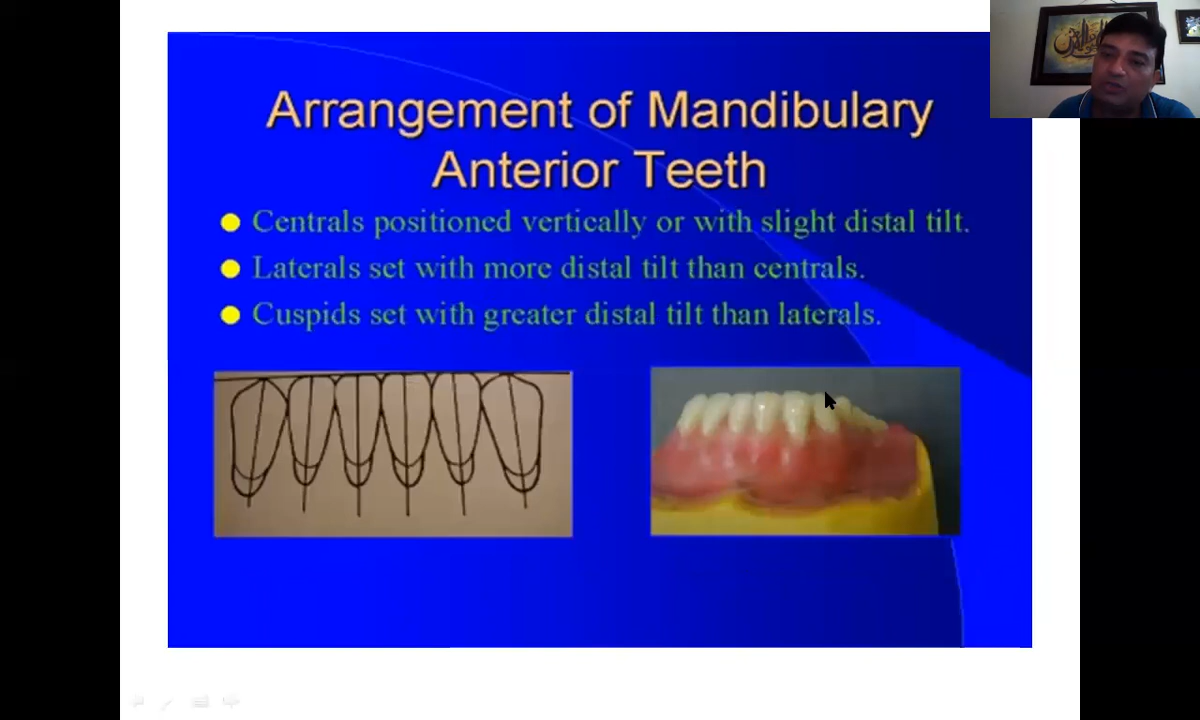 Arrangement of Mandibulary
Anterior Teeth
Centrals positioned vertically or with slight distal tilt.
Laterals set with more distal tilt than centrals.
Cuspids set with greater distal tilt than laterals.